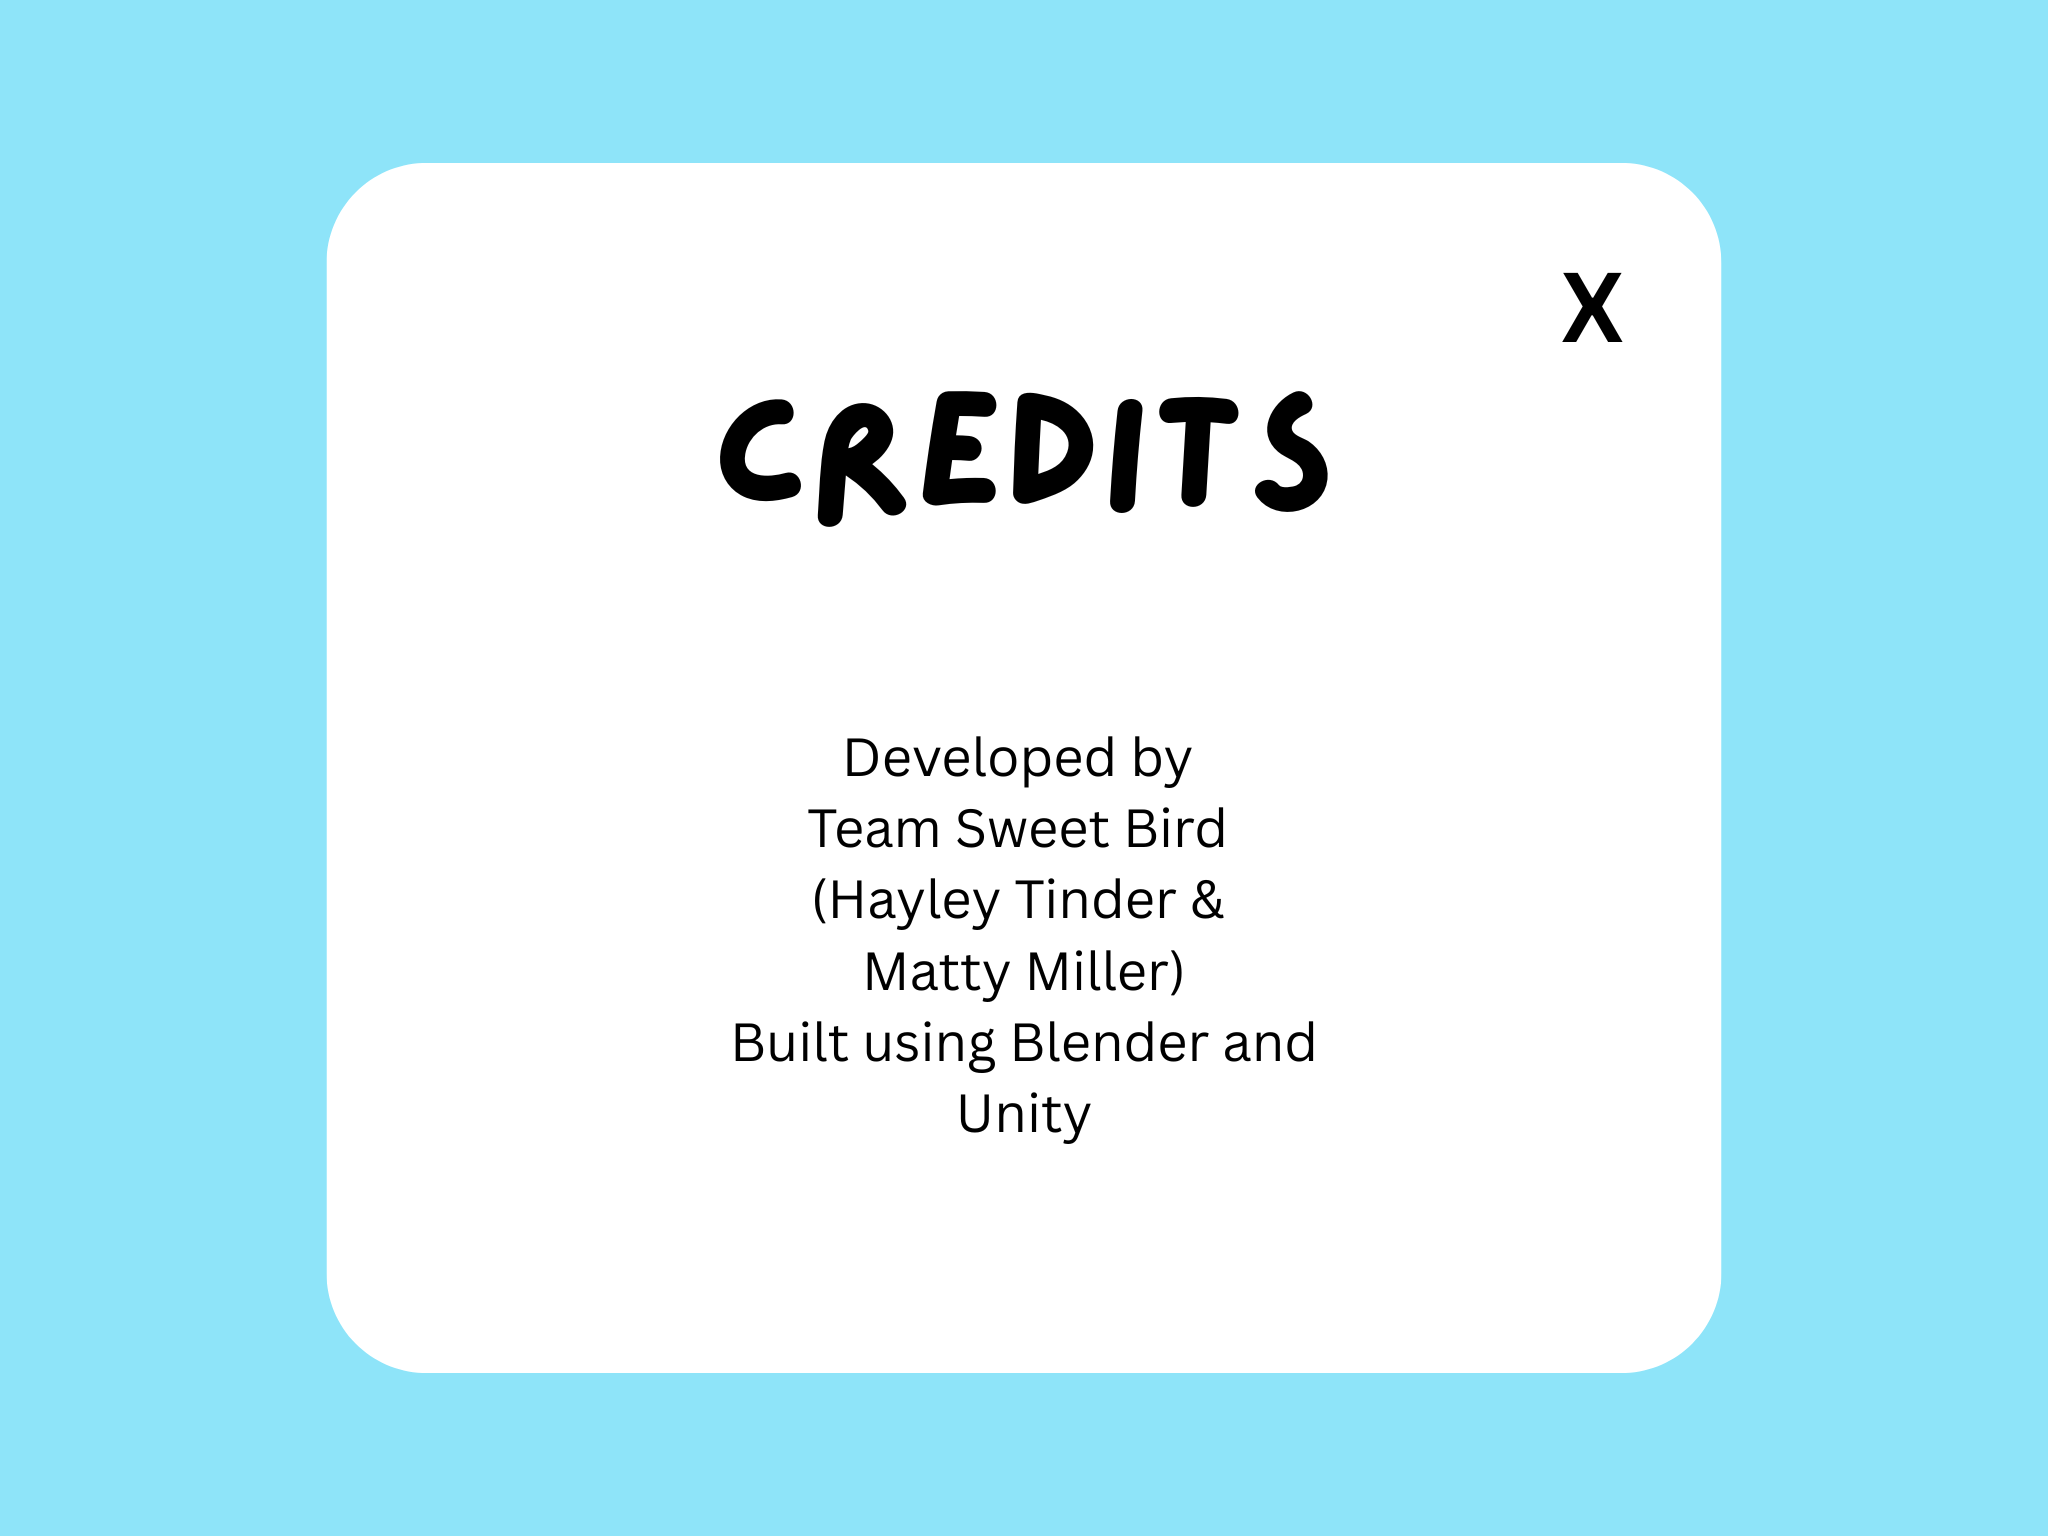 X
CREDITS
Developed by
Team Sweet Bird
(Hayley Tinder &
Matty Miller)
Built using Blender and
Unity